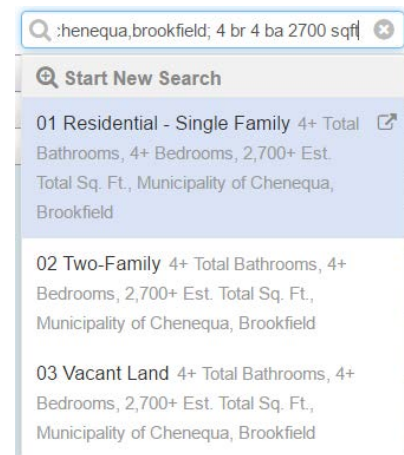 :henequa,brookfield; 4 br 4 ba 2700 sqft
Start New Search
01 Residential - Single Family 4+ Total
Bathrooms, 4+ Bedrooms, 2,700+ Est.
Total Sq. Ft., Municipality of Chenequa,
Brookfield
02 Two-Family 4+ Total Bathrooms, 4+
Bedrooms, 2,700+ Est. Total Sq. Ft.,
Municipality of Chenequa, Brookfield
03 Vacant Land 4+ Total Bathrooms, 4+
Bedrooms, 2,700+ Est. Total Sq. Ft.,
Municipality of Chenequa, Brookfield